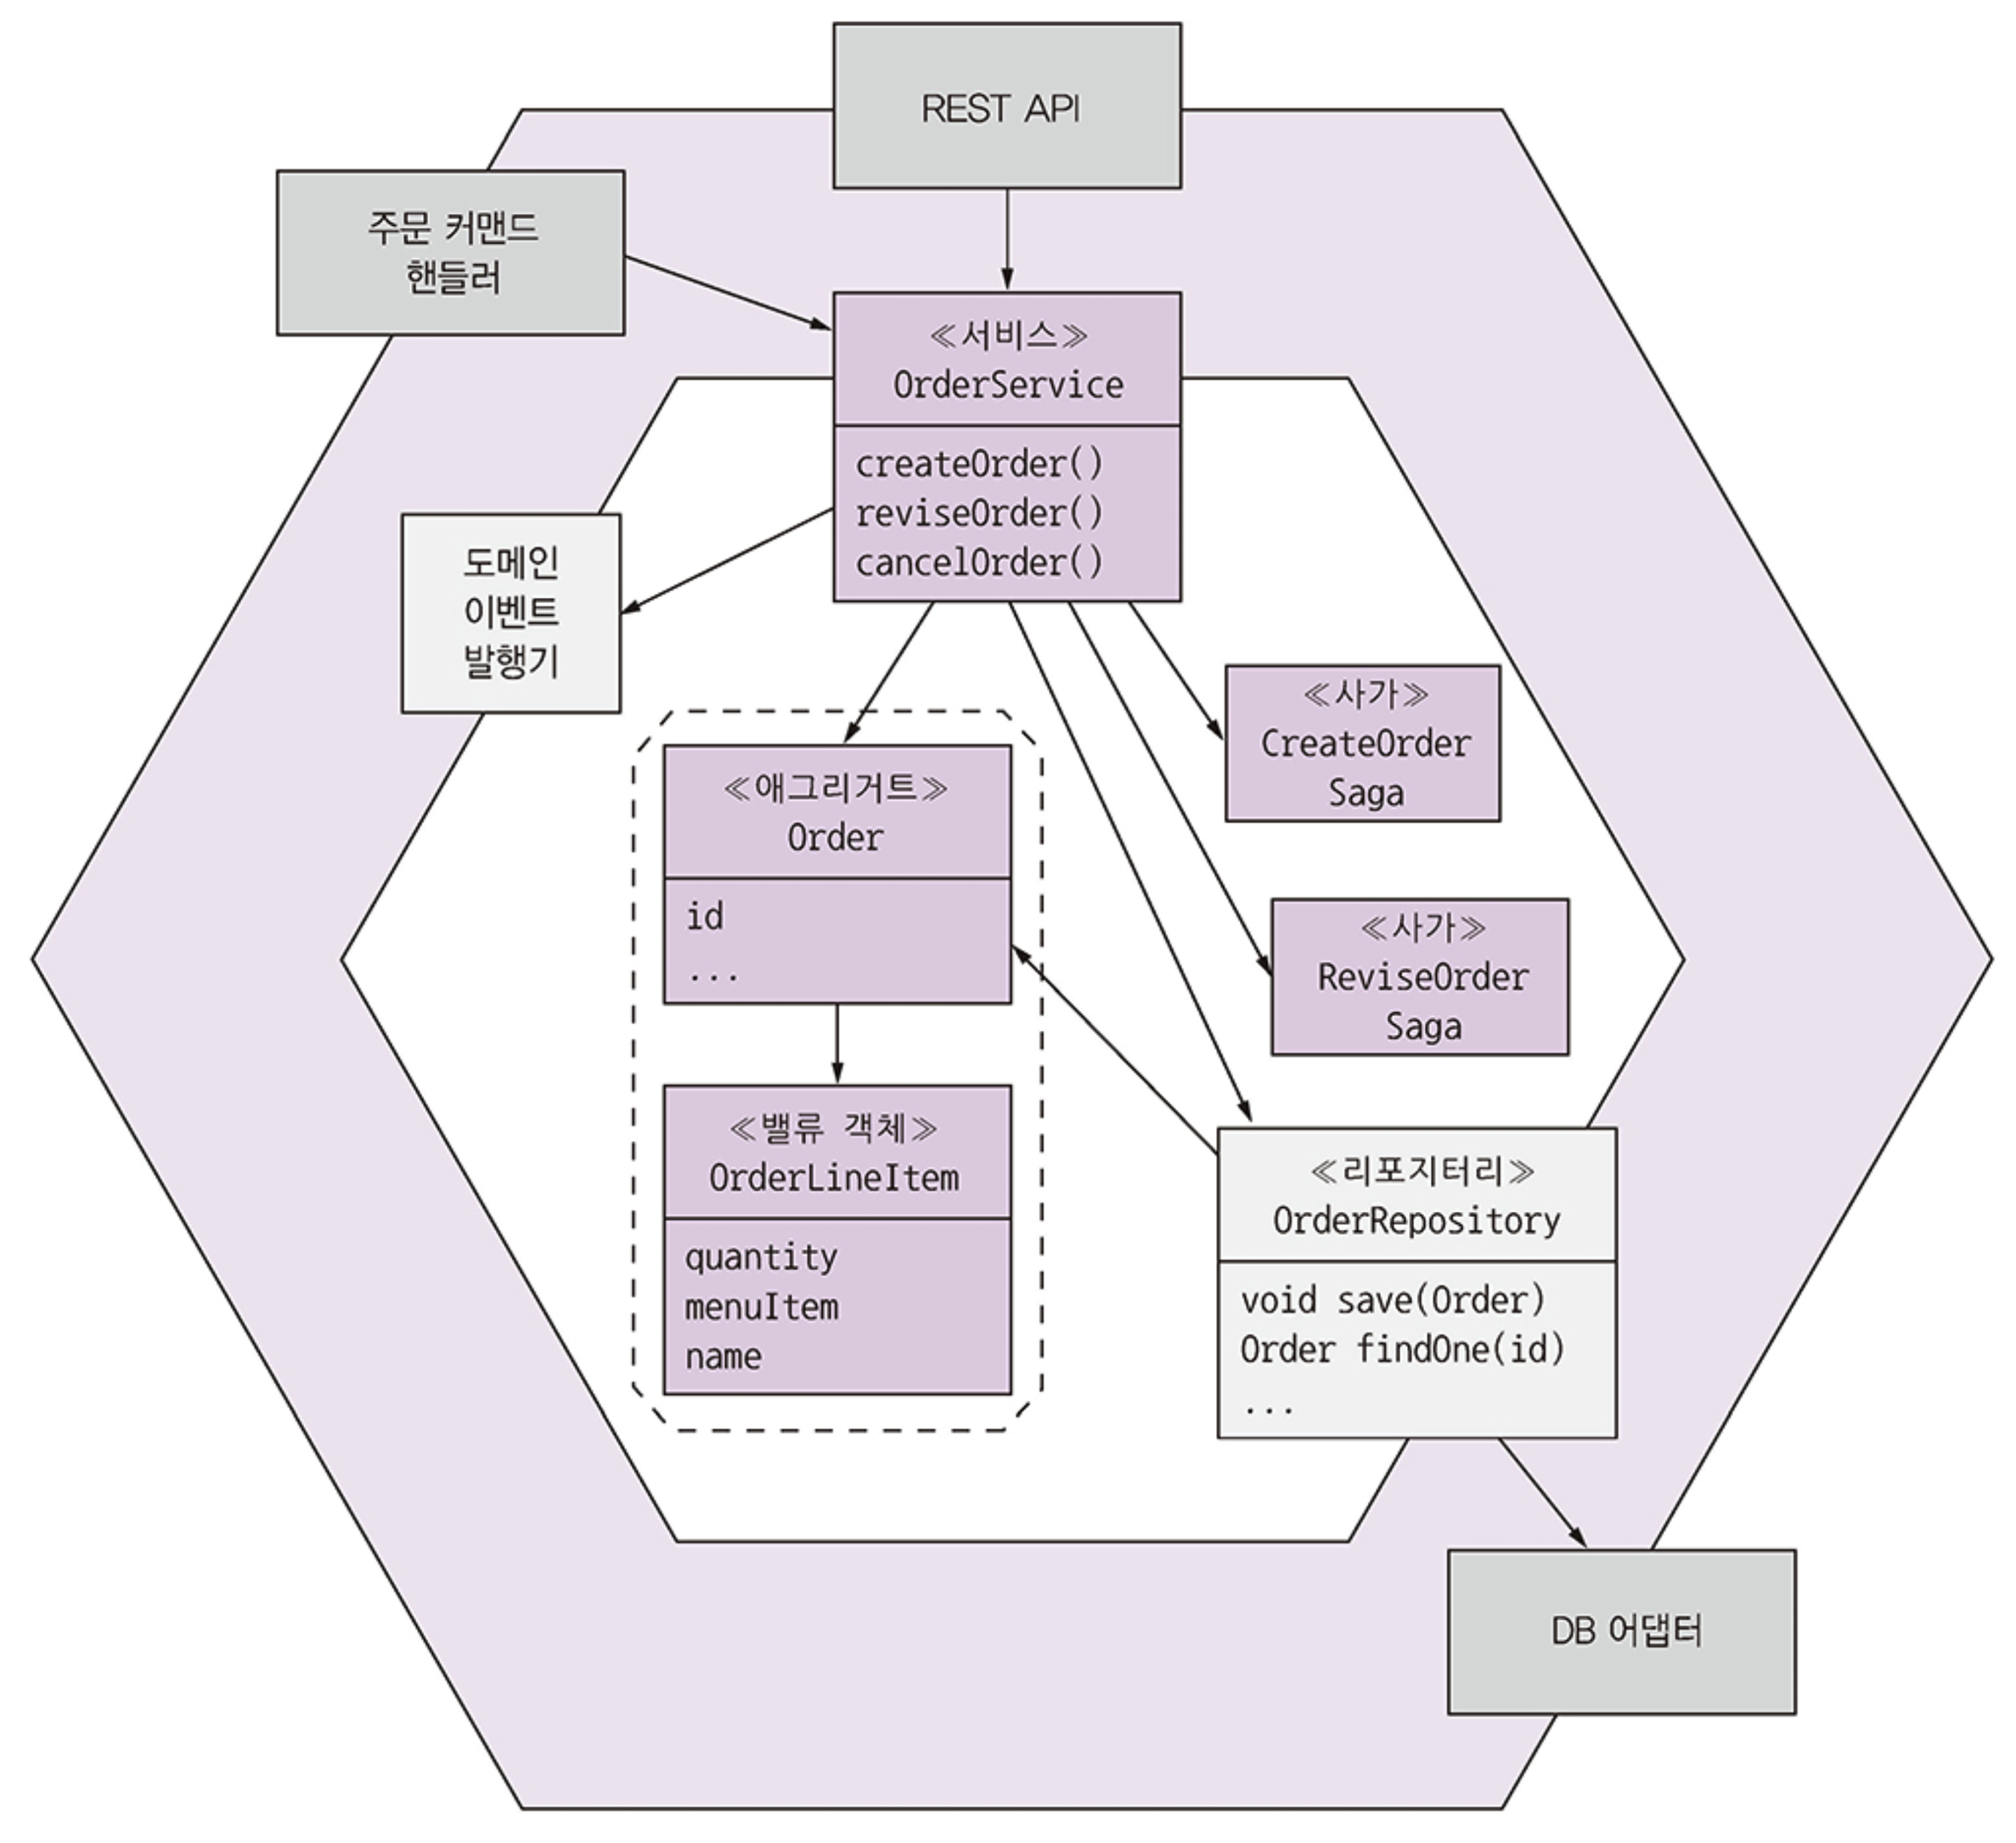 REST API
주문 커맨드
핸들러
≪서비스≫
OrderService
createOrder()
reviseOrder()
cancelOrder()
도메인
이벤트
발행기
≪사가≫
CreateOrder
Saga
≪애그리거트≫
Order
id
...
≪사가≫
ReviseOrder
Saga
≪밸류 객체≫
OrderLineItem
quantity
menuItem
name
≪리포지터리≫
OrderRepository
void save(Order)
Order findOne(id)
...
DB 어댑터